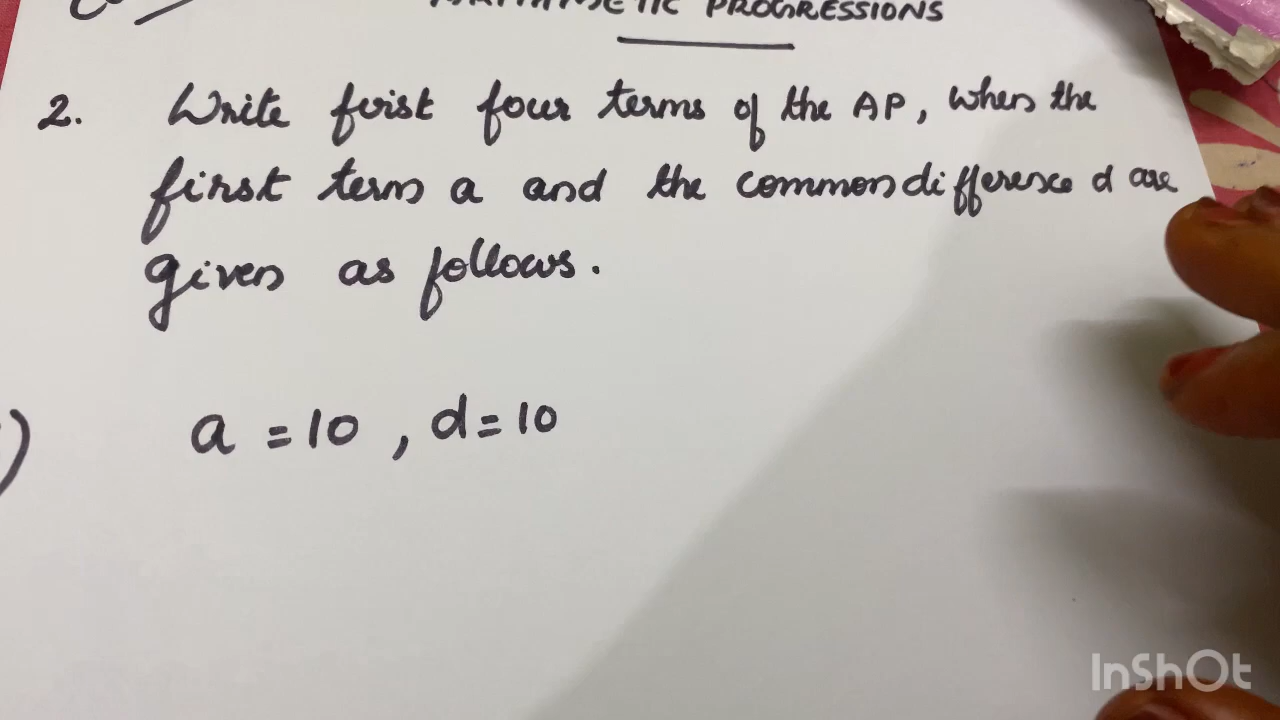 PROGRESSIONS
2. Write first four terms of the AP, when the
first term a and the common difference d are
given as follows.
)
a = 10, d = 10
InShOt